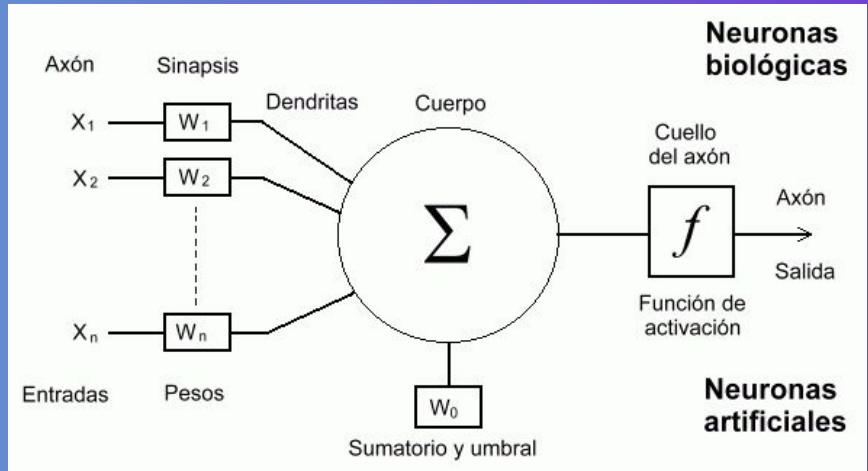 Neuronas
biológicas
Axón
Sinapsis
Dendritas
Cuerpo
Cuello
del axón
X1
W1
X2
W2
Σ
f
Axón
Salida
Función de
activación
Xn
Wn
Entradas
Pesos
W0
Sumatorio y umbral
Neuronas
artificiales